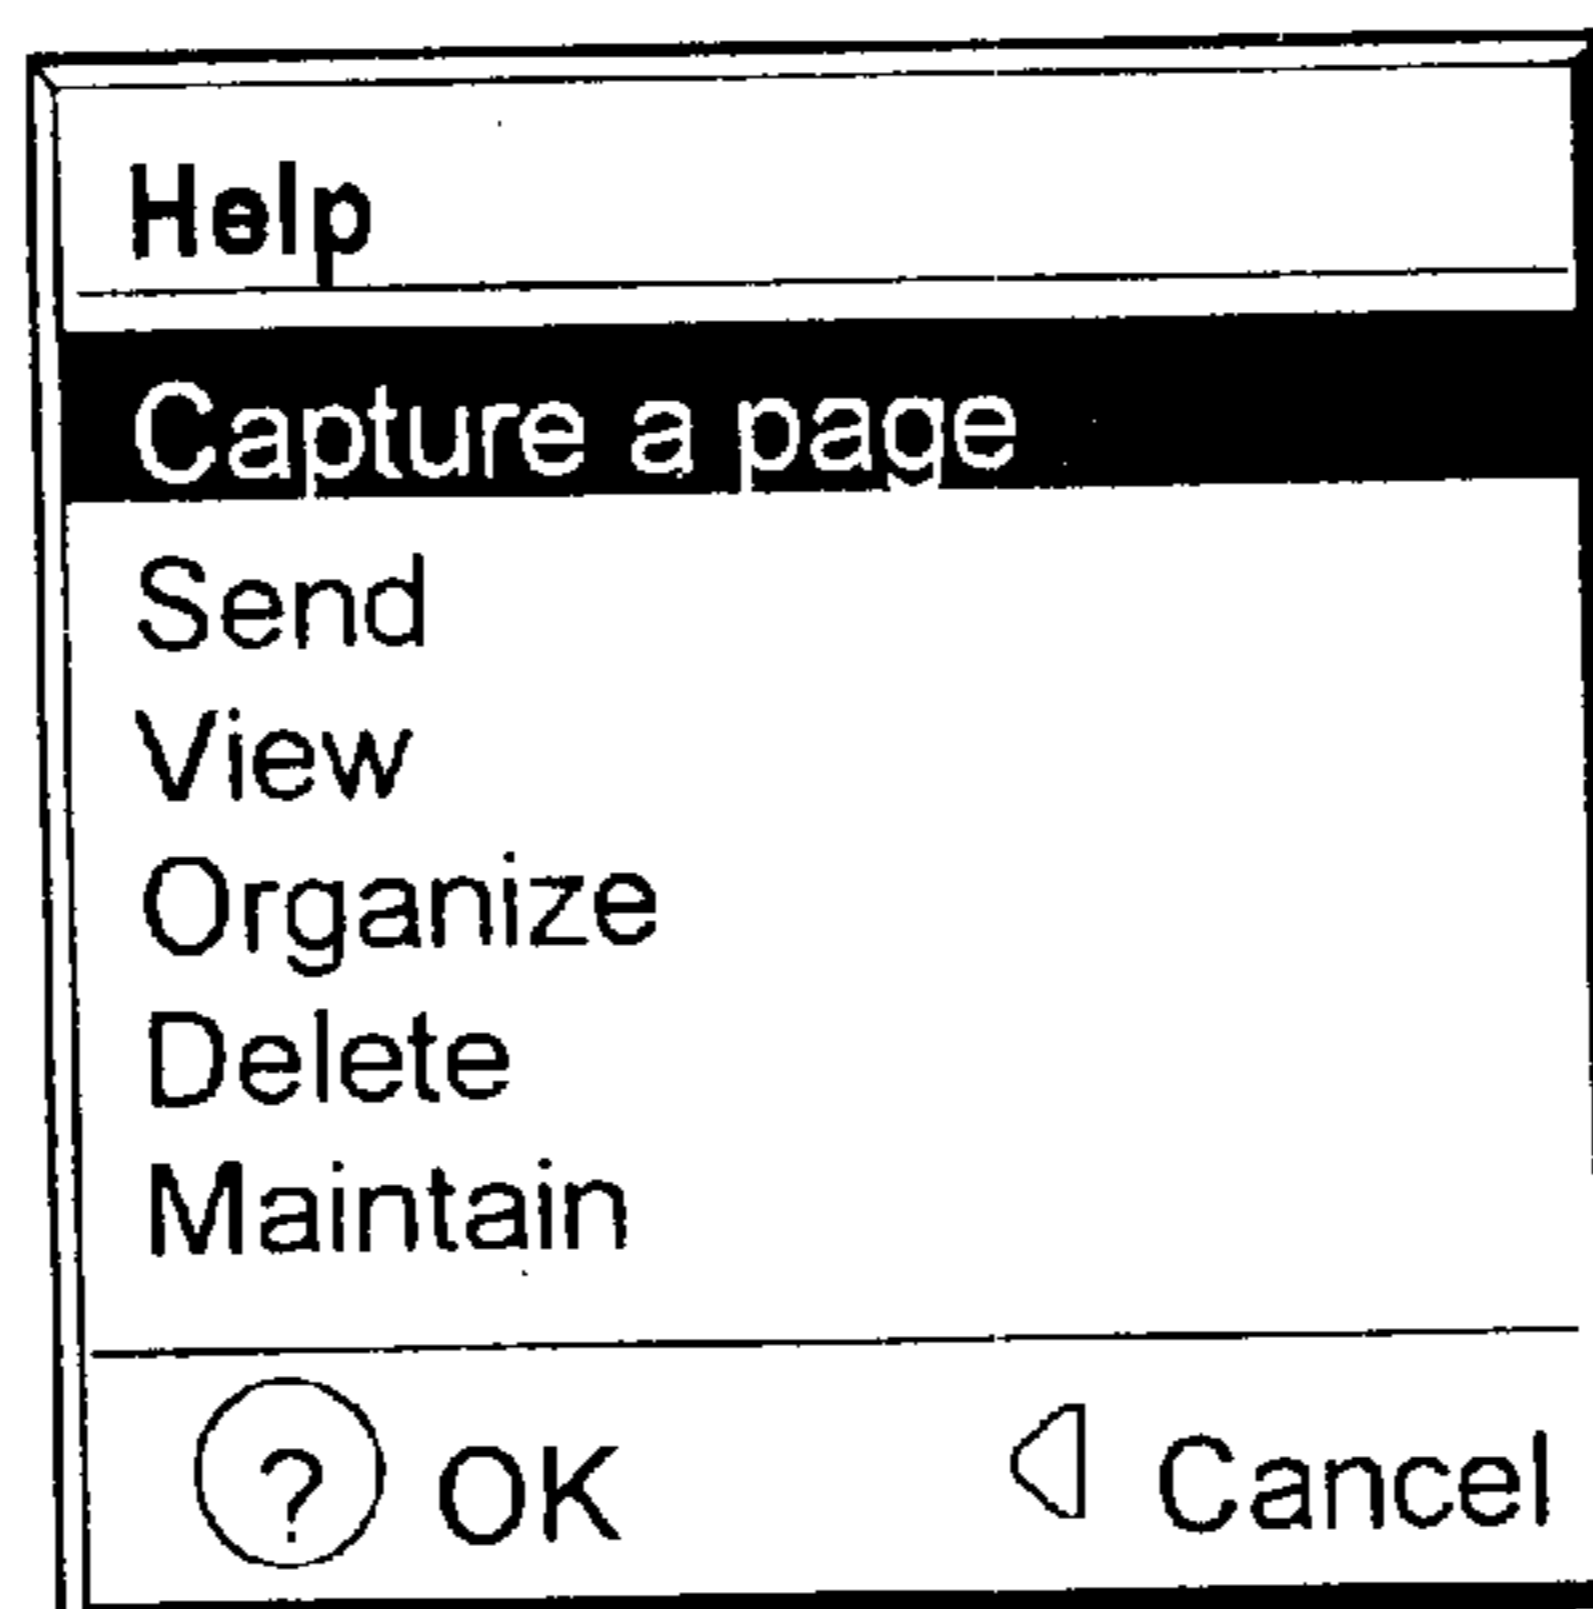 Help
Capture a page
Send
View
Organize
Delete
Maintain
? OK Cancel